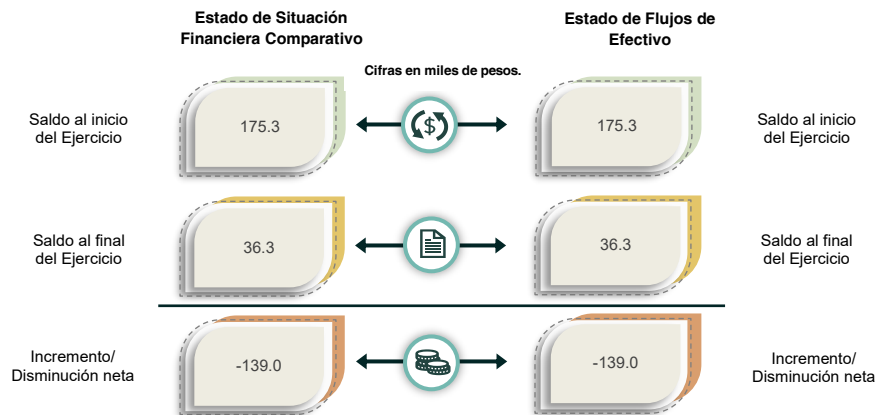 Estado de Situación
Financiera Comparativo
Estado de Flujos de
Efectivo
Cifras en miles de pesos.
Saldo al inicio
del Ejercicio
175.3
$
175.3
Saldo al inicio
del Ejercicio
Saldo al final
del Ejercicio
36.3
36.3
Saldo al final
del Ejercicio
Incremento/
Disminución neta
-139.0
-139.0
Incremento/
Disminución neta